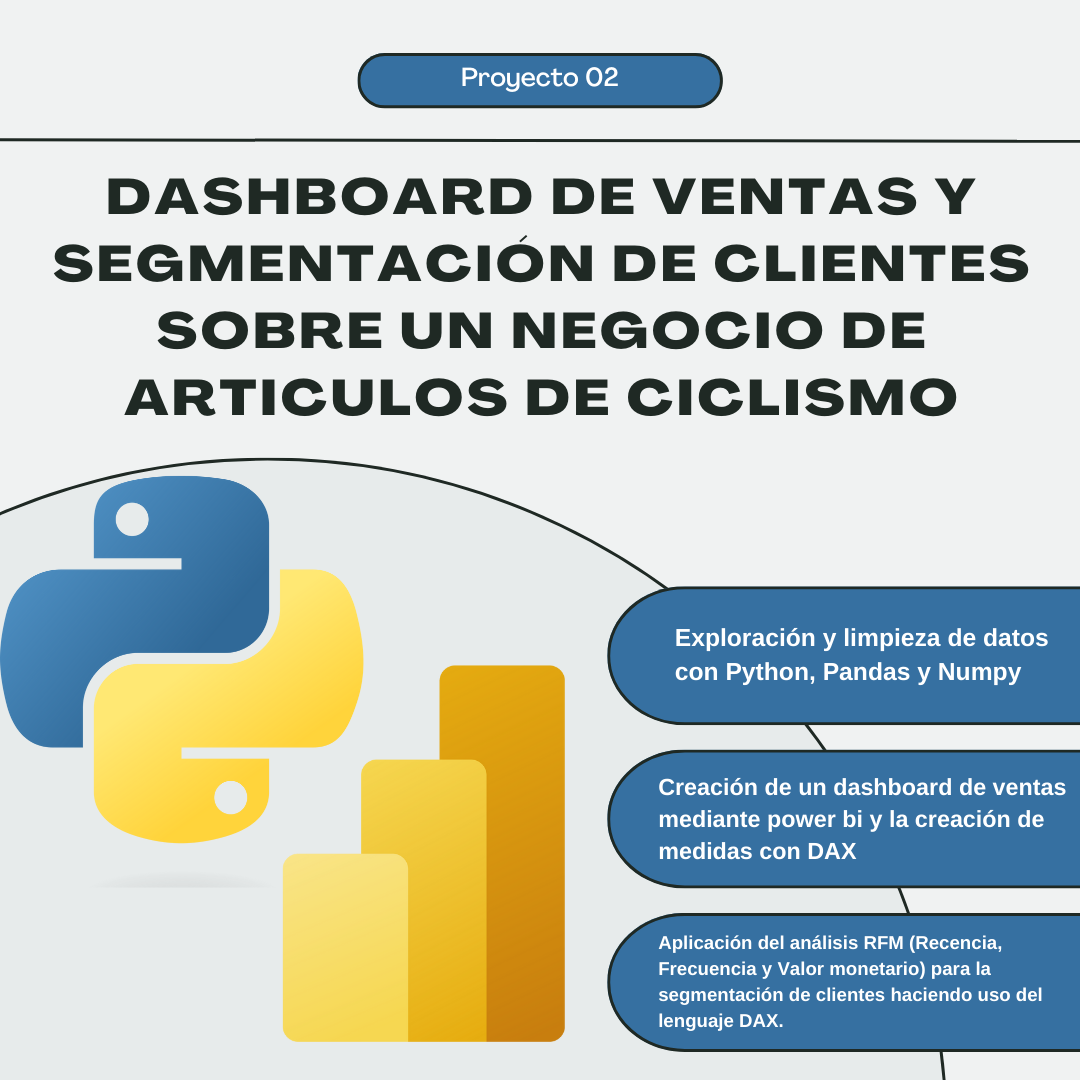 Proyecto 02
DASHBOARD DE VENTAS Y
SEGMENTACIÓN DE CLIENTES
SOBRE UN NEGOCIO DE
ARTICULOS DE CICLISMO
Exploración y limpieza de datos
con Python, Pandas y Numpy
Creación de un dashboard de ventas
mediante power bi y la creación de
medidas con DAX
Aplicación del análisis RFM (Recencia,
Frecuencia y Valor monetario) para la
segmentación de clientes haciendo uso del
lenguaje DAX.